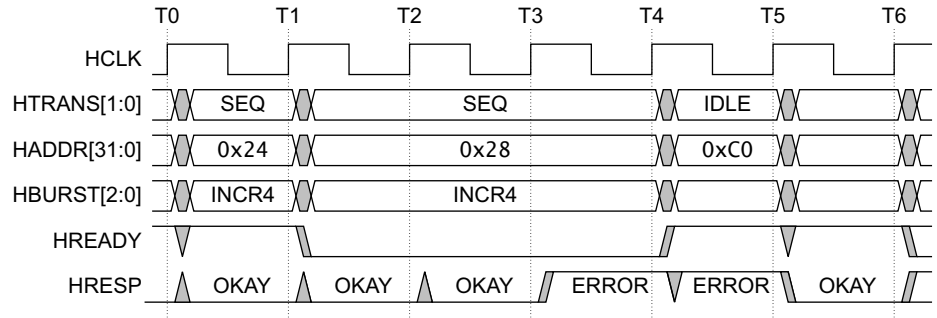 T0 T1 T2 T3 T4 T5 T6
HCLK
HTRANS[1:0] SEQ SEQ IDLE
HADDR[31:0] 0x24 0x28 0xC0
HBURST[2:0] INCR4 INCR4
HREADY
HRESP OKAY OKAY OKAY ERROR ERROR OKAY